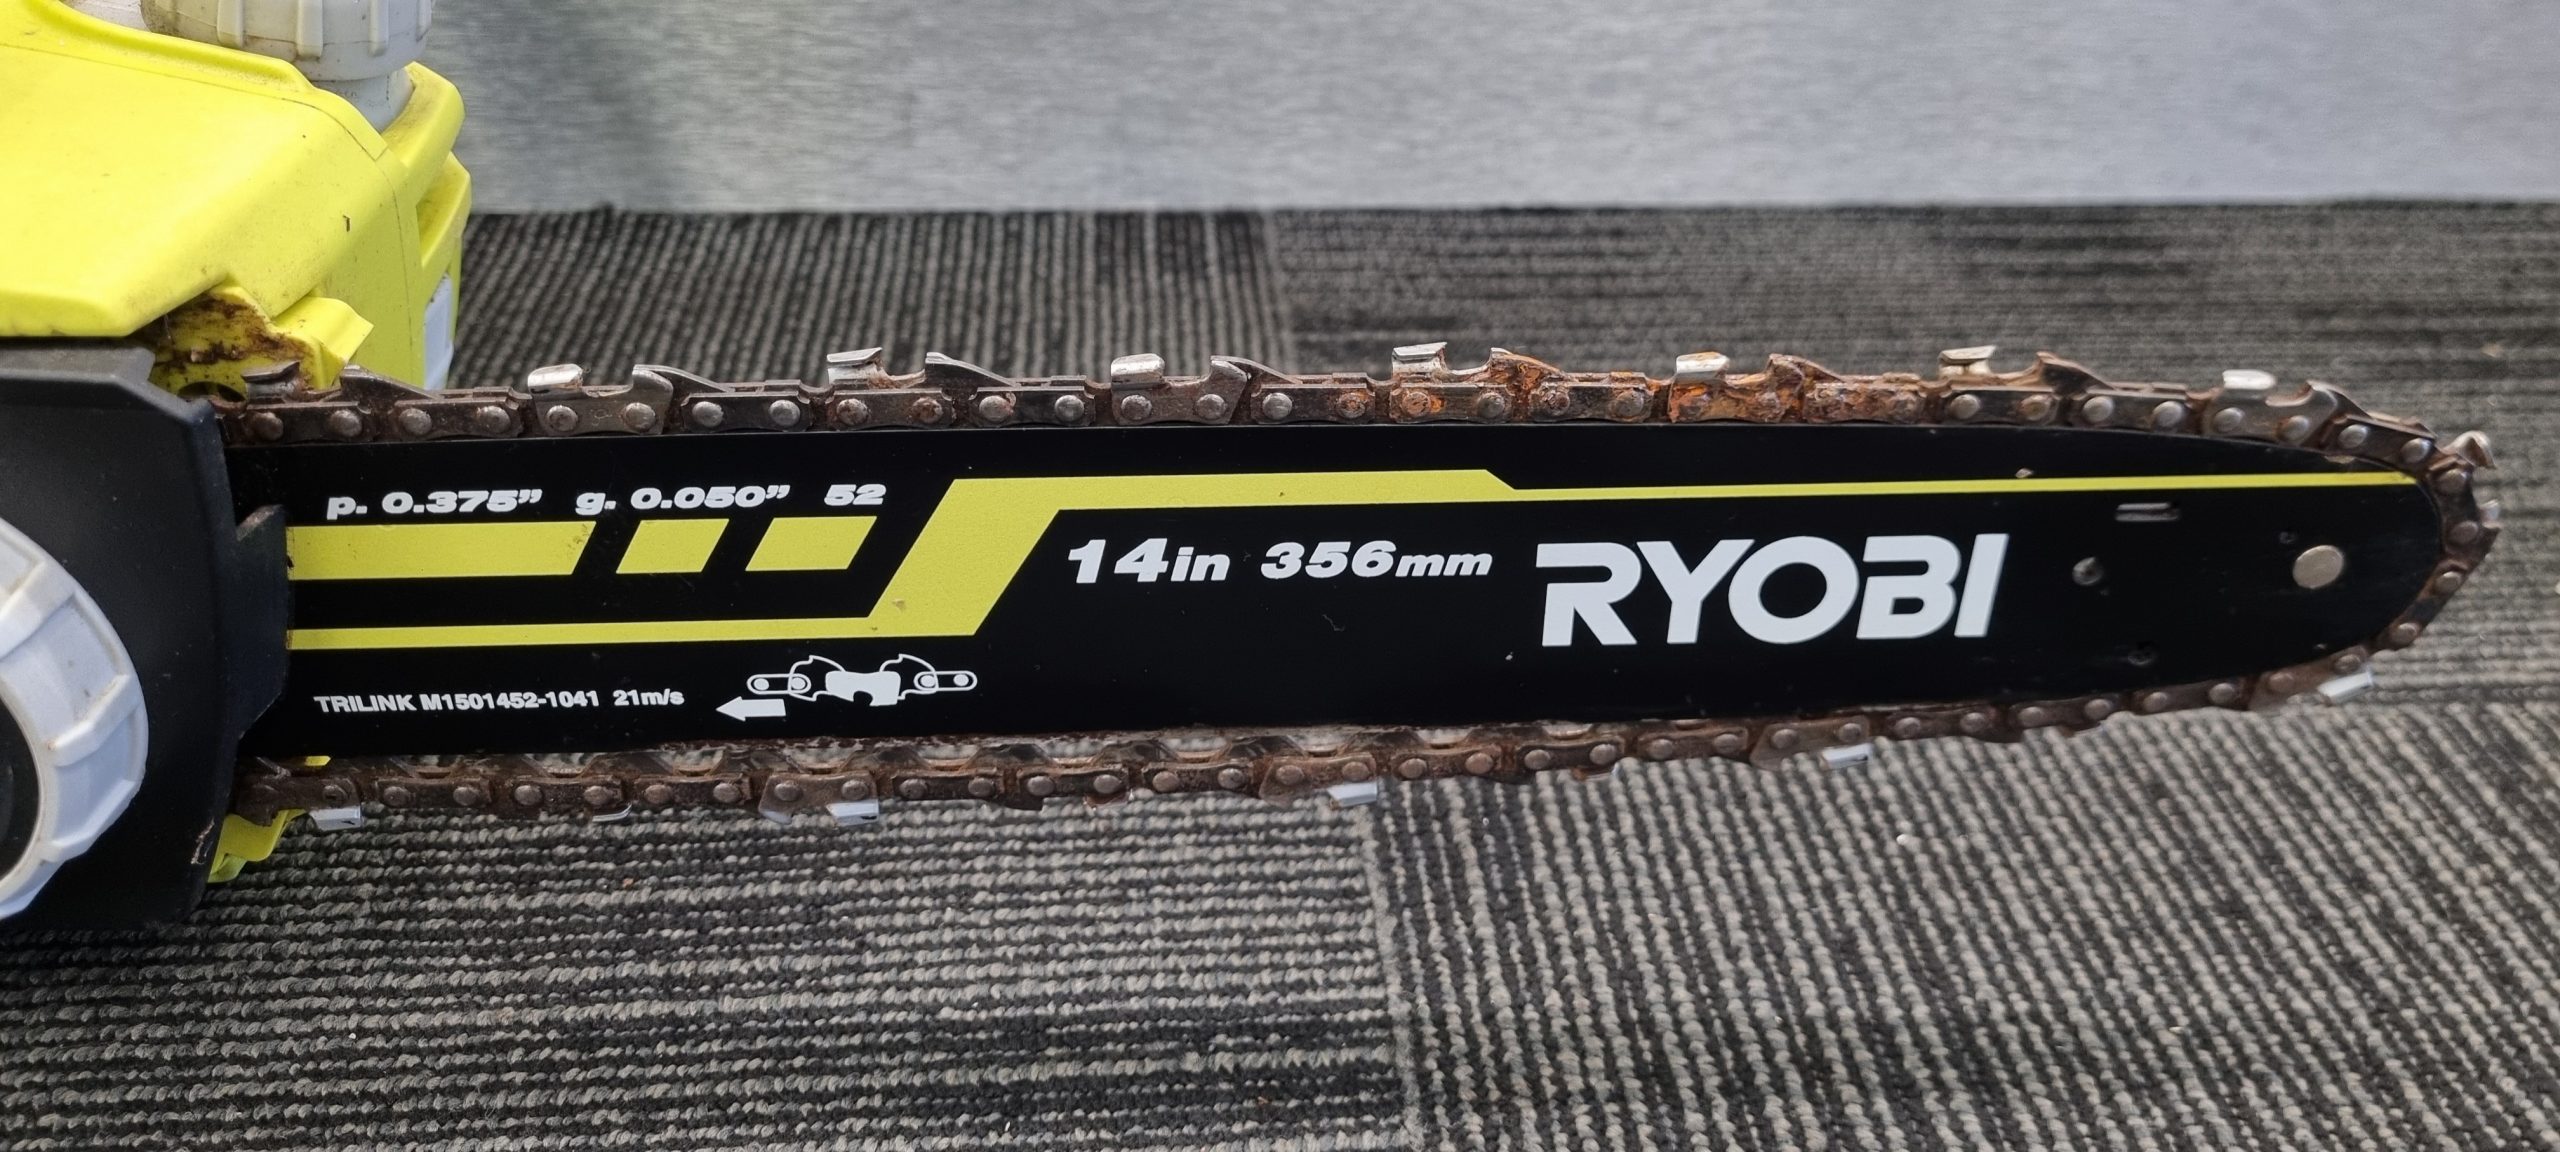 p. 0.375” g. 0.050” 52
14in 356mm RYOBI
TRILINK M1501452-1041 21m/s